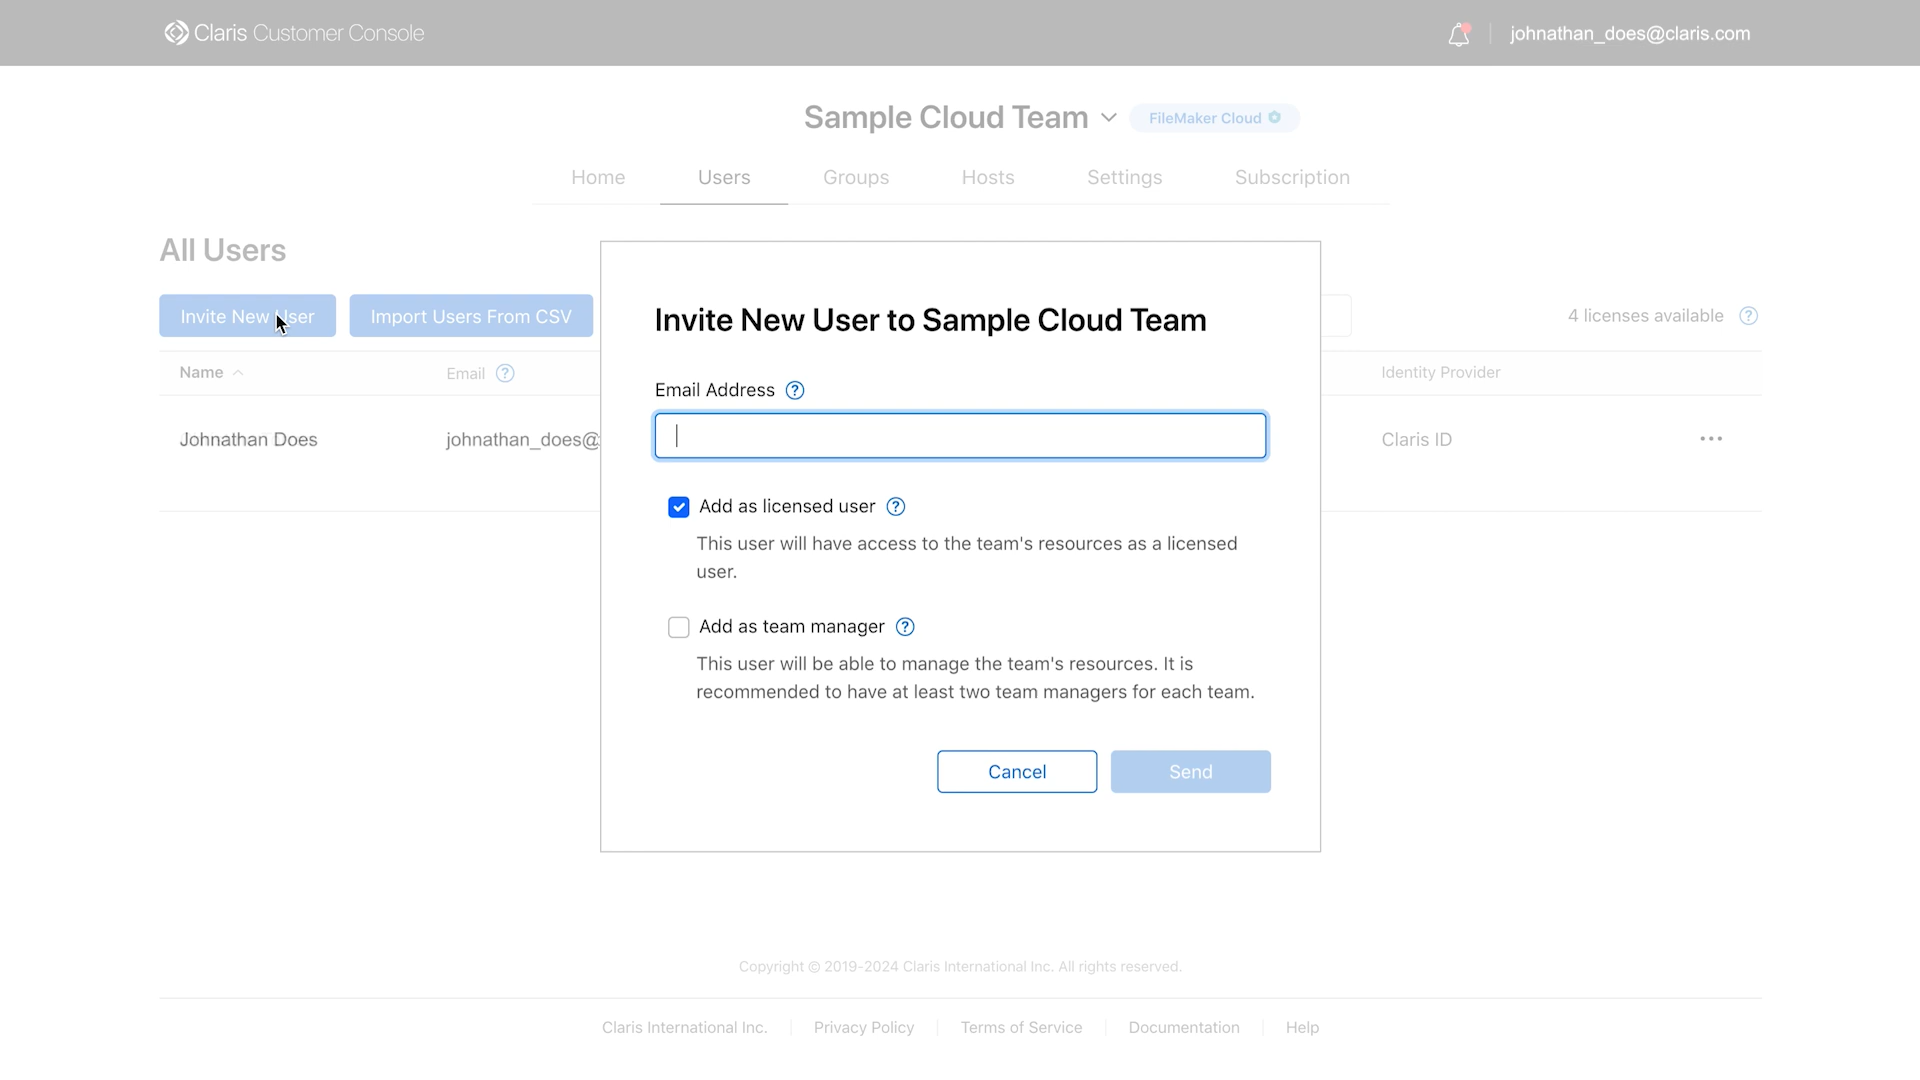 Claris Customer Console
johnathan_does@claris.com
Sample Cloud Team
FileMaker Cloud
Home
Users
Groups
Hosts
Settings
Subscription
All Users
Invite New User
Import Users From CSV
4 licenses available ?
Name
Email ?
Identity Provider
Johnathan Does
johnathan_does@
Claris ID
Invite New User to Sample Cloud Team
Email Address ?
Add as licensed user ?
This user will have access to the team's resources as a licensed
user.
Add as team manager ?
This user will be able to manage the team's resources. It is
recommended to have at least two team managers for each team.
Cancel
Send
Copyright © 2019-2024 Claris International Inc. All rights reserved.
Claris International Inc.
Privacy Policy
Terms of Service
Documentation
Help